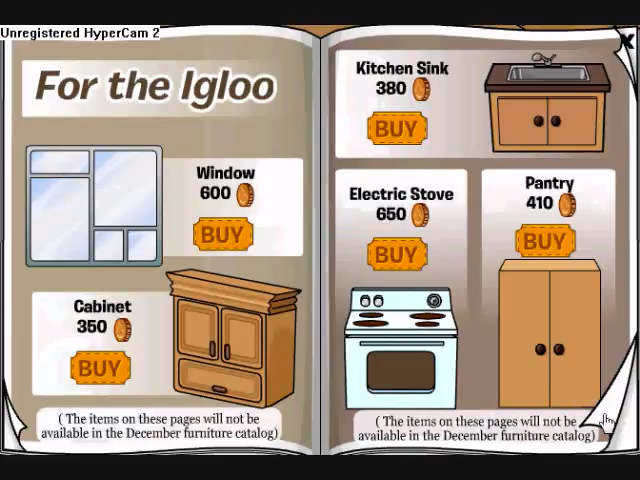 Unregistered HyperCam 2
For the Igloo
Window
600
BUY
Cabinet
350
BUY
( The items on these pages will not be
available in the December furniture catalog)
Kitchen Sink
380
BUY
Electric Stove
650
BUY
Pantry
410
BUY
( The items on these pages will not be
available in the December furniture catalog)